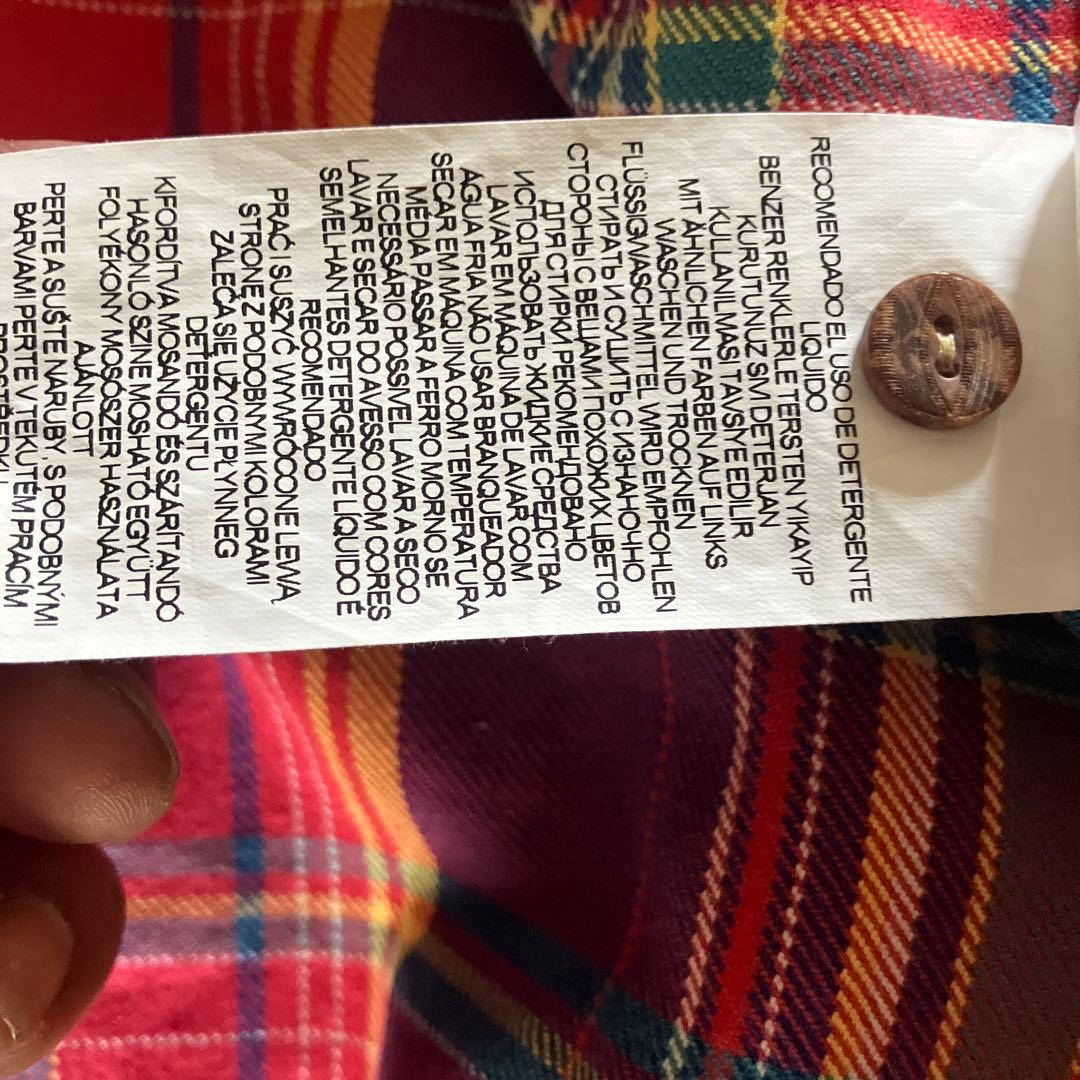 RECOMENDADO EL USO DE DETERGENTE
LIQUIDO
BENZER RENKLERLE TERSTEN YIKAYIP
KURUTUNUZ SIVI DETERJAN
KULLANILMASI TAVSIYE EDILIR
MIT ÄHNLICHEN FARBEN AUF LINKS
WASCHEN UND TROCKNEN
FLÜSSIGWASCHMITTEL WIRD EMPFOHLEN
СТИРАТЬ И СУШИТЬ С ИЗНАНОЧНО
СТОРОНЫ С ВЕЩАМИ ПОХОЖИХ ЦВЕТОВ
ДЛЯ СТИРКИ РЕКОМЕНДОВАНО
ИСПОЛЬЗОВАТЬ ЖИДКИЕ СРЕДСТВА
LAVAR EM MÁQUINA DE LAVAR COM
ÁGUA FRIA NÃO USAR BRANQUEADOR
SECAR EM MÁQUINA COM TEMPERATURA
MÉDIA PASSAR A FERRO MORNO SE
NECESSÁRIO POSSIVEL LAVAR A SECO
LAVAR E SECAR DO AVESSO COM CORES
SEMELHANTES DETERGENTE LÍQUIDO É
RECOMENDADO
PRAĆ I SUSZYĆ WYWRÓCONE LEWĄ
STRONĘ Z PODOBNYMI KOLORAMI
ZALECA SIĘ UŻYCIE PŁYNNEG
DETERGENTU
KIFORDÍTVA MOSANDÓ ÉS SZÁRÍTANDÓ
HASONLÓ SZINE MOSHATÓ EGYÜTT
FOLYÉKONY MOSÓSZER HASZNÁLATA
AJÁNLOTT
PERTE A SUŠTE NARUBY, S PODOBNÝMI
BARVAMI PERTE V TEKUTÉM PRACÍM